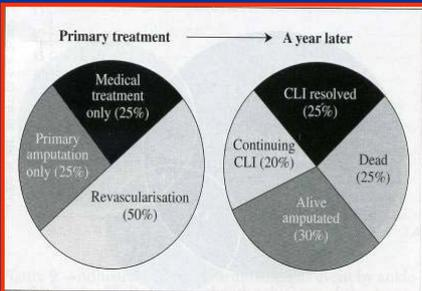 Primary treatment → A year later
Medical
treatment
only (25%)
Primary
amputation
only (25%)
Revascularisation
(50%)
CLI resolved
(25%)
Continuing
CLI (20%)
Dead
(25%)
Alive
amputated
(30%)